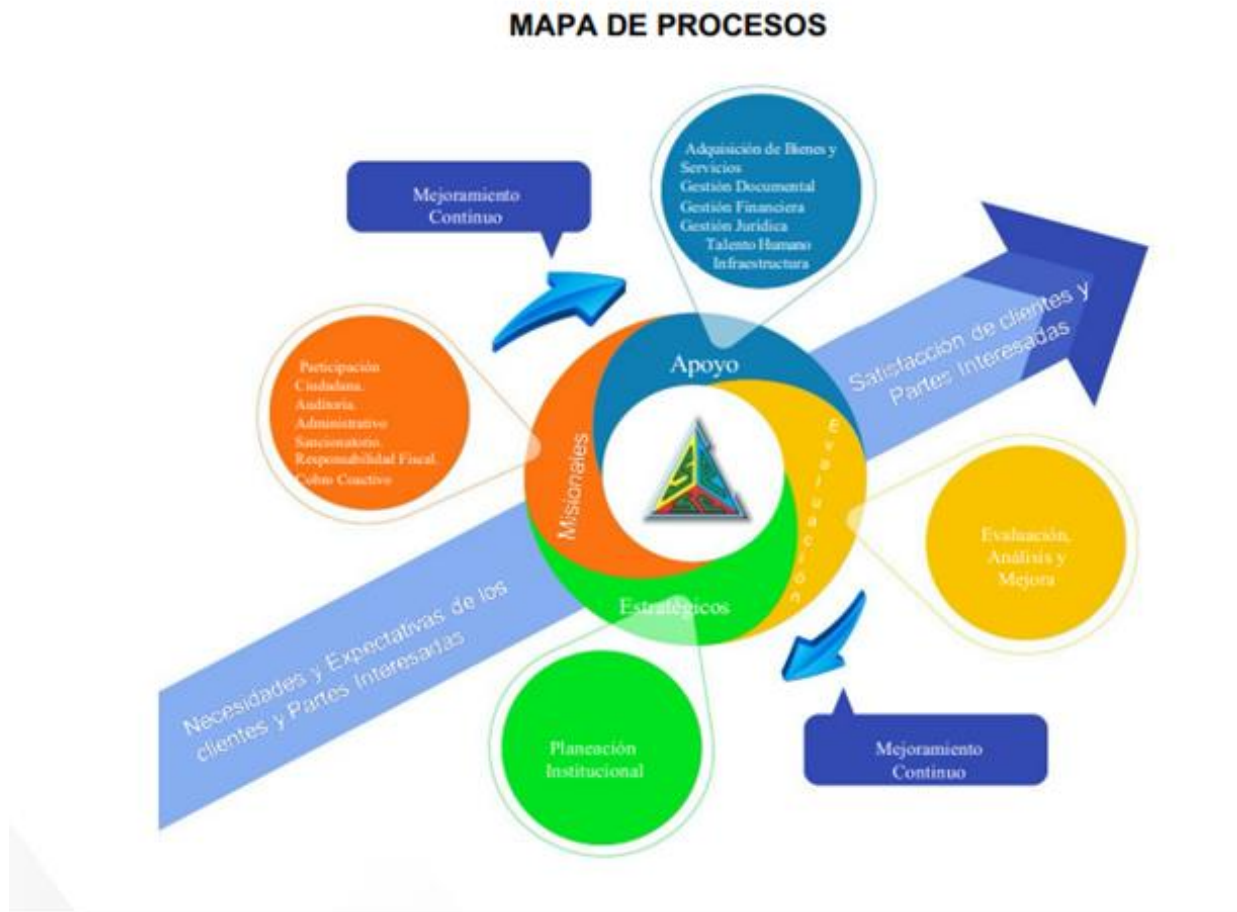 MAPA DE PROCESOS
Adquisición de Bienes y
Servicios
Gestión Documental
Gestión Financiera
Gestión Jurídica
Talento Humano
Infraestructura
Mejoramiento
Continuo
Satisfacción de clientes y
Partes Interesadas
Participación
Ciudadana.
Auditoria.
Administrativo
Sancionatorio.
Responsabilidad Fiscal.
Cobro Coactivo
Apoyo
Misionales
Evaluación
Estratégicos
Evaluación,
Análisis y
Mejora
Necesidades y Expectativas de los
clientes y Partes Interesadas
Planeación
Institucional
Mejoramiento
Continuo